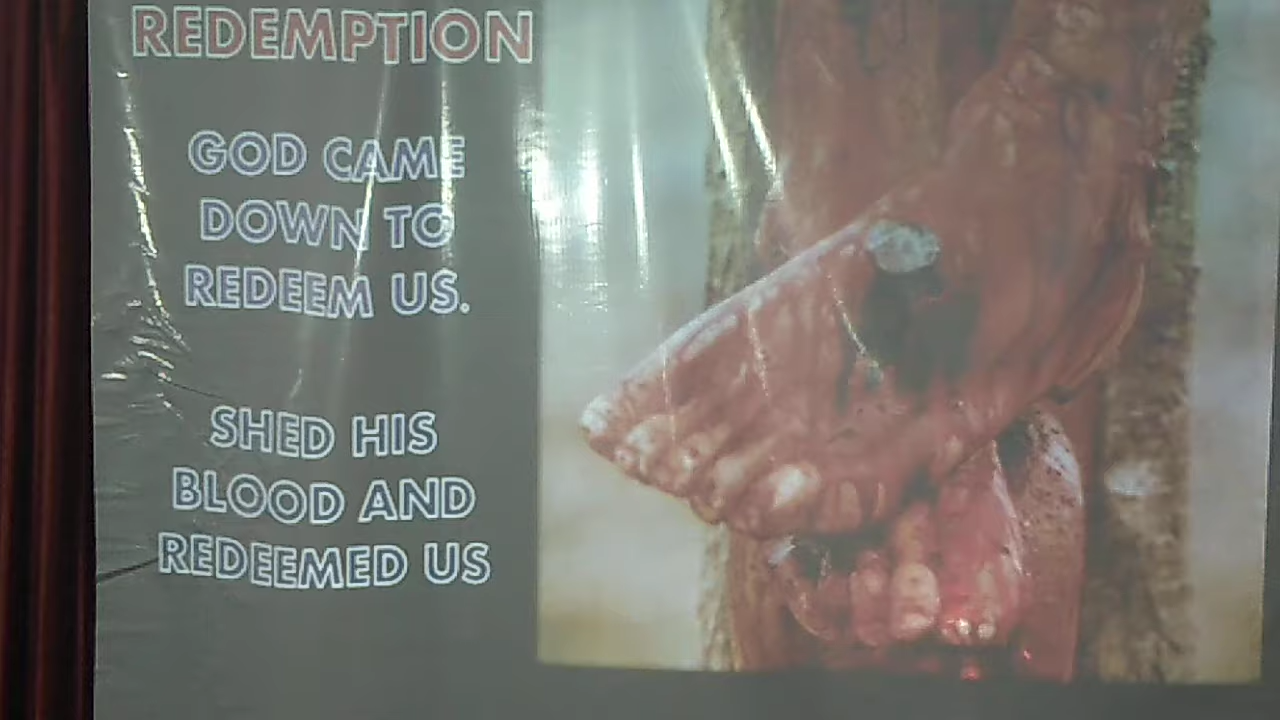 REDEMPTION
GOD CAME
DOWN TO
REDEEM US.
SHED HIS
BLOOD AND
REDEEMED US